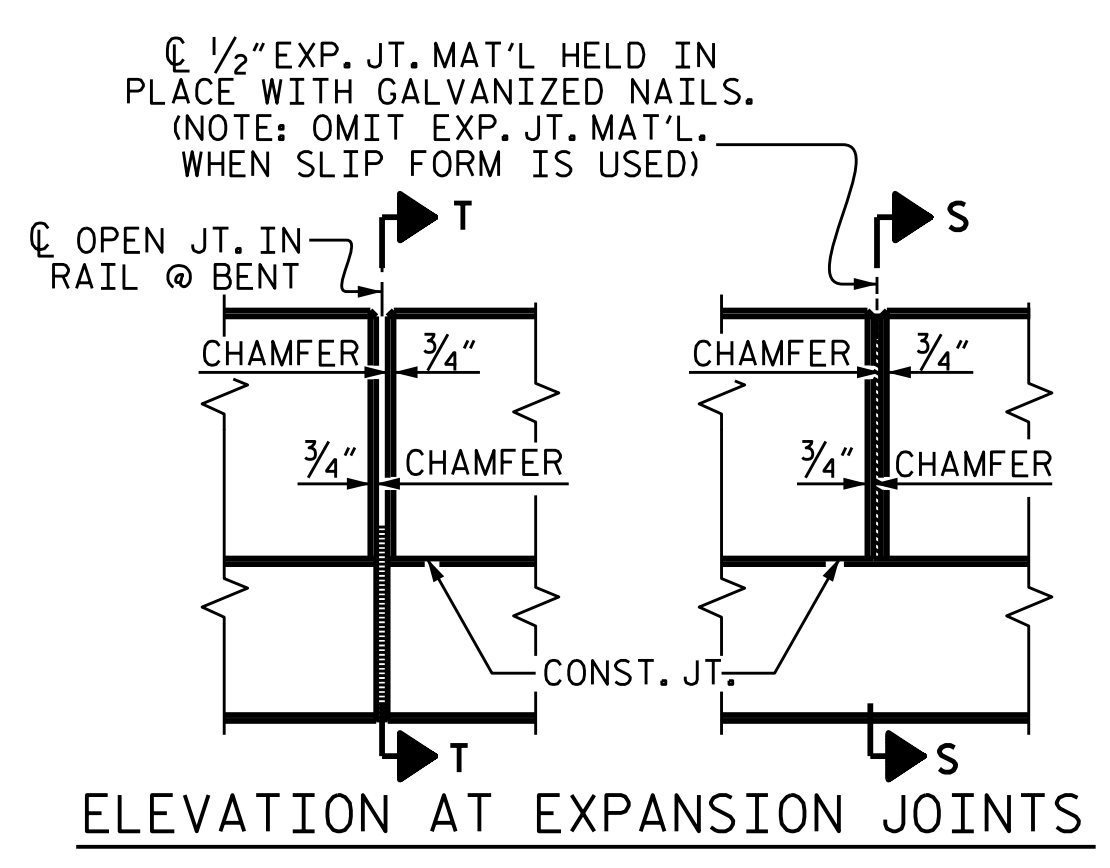 ℄ 1/2" EXP. JT. MAT'L HELD IN
PLACE WITH GALVANIZED NAILS.
(NOTE: OMIT EXP. JT. MAT'L.
WHEN SLIP FORM IS USED)
T
S
℄ OPEN JT. IN
RAIL @ BENT
CHAMFER
3/4"
CHAMFER
3/4"
3/4"
CHAMFER
3/4"
CHAMFER
CONST. JT.
T
S
ELEVATION AT EXPANSION JOINTS